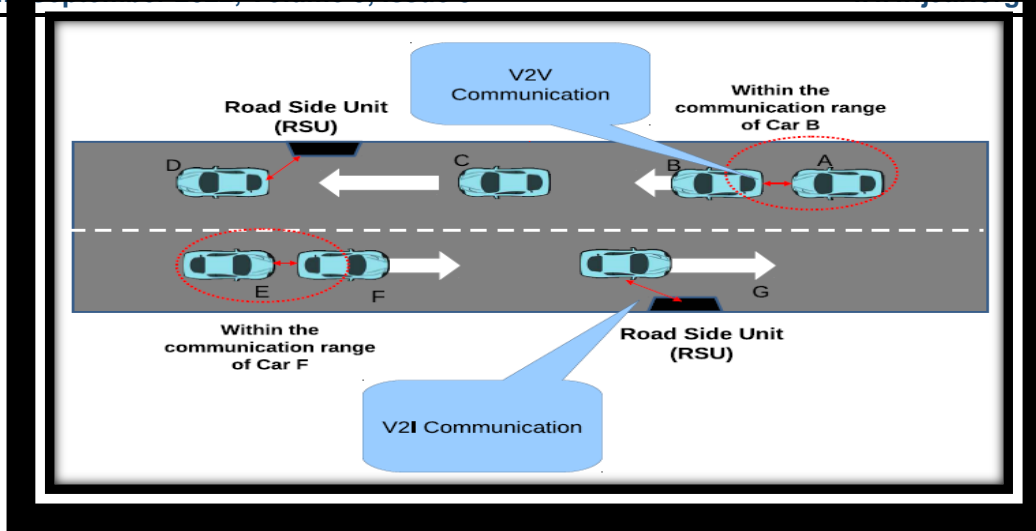 V2V
Communication
Within the
communication range
of Car B
Road Side Unit
(RSU)
D
C
B
A
E
F
G
Within the
communication range
of Car F
Road Side Unit
(RSU)
V2I Communication